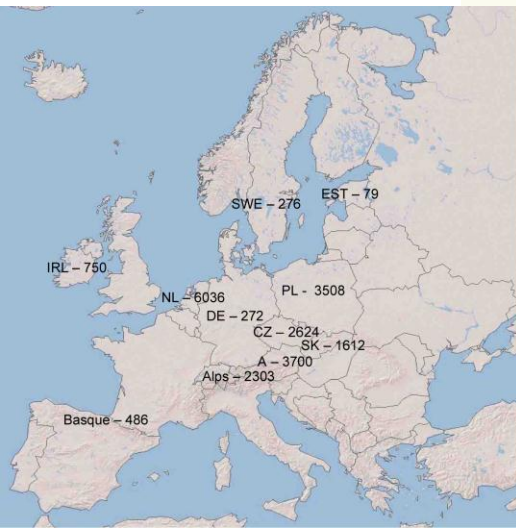 SWE – 276
EST – 79
IRL – 750
NL – 6036
PL -  3508
DE – 272
CZ – 2624
SK – 1612
A – 3700
Alps – 2303
Basque – 486